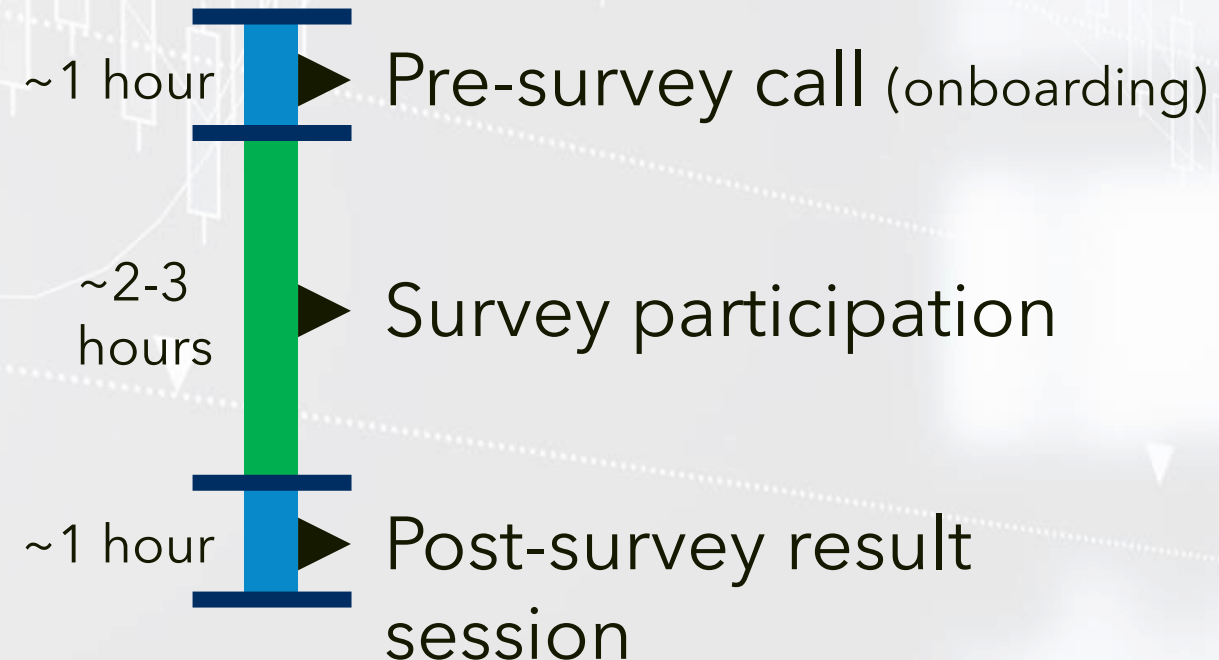 ~1 hour
Pre-survey call (onboarding)
~2-3
hours
Survey participation
~1 hour
Post-survey result
session